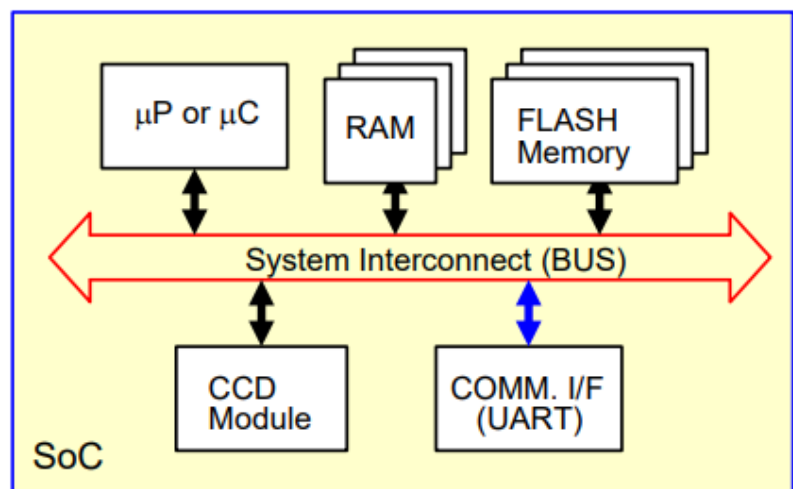 μP or μC
RAM
FLASH
Memory
System Interconnect (BUS)
CCD
Module
COMM. I/F
(UART)
SoC